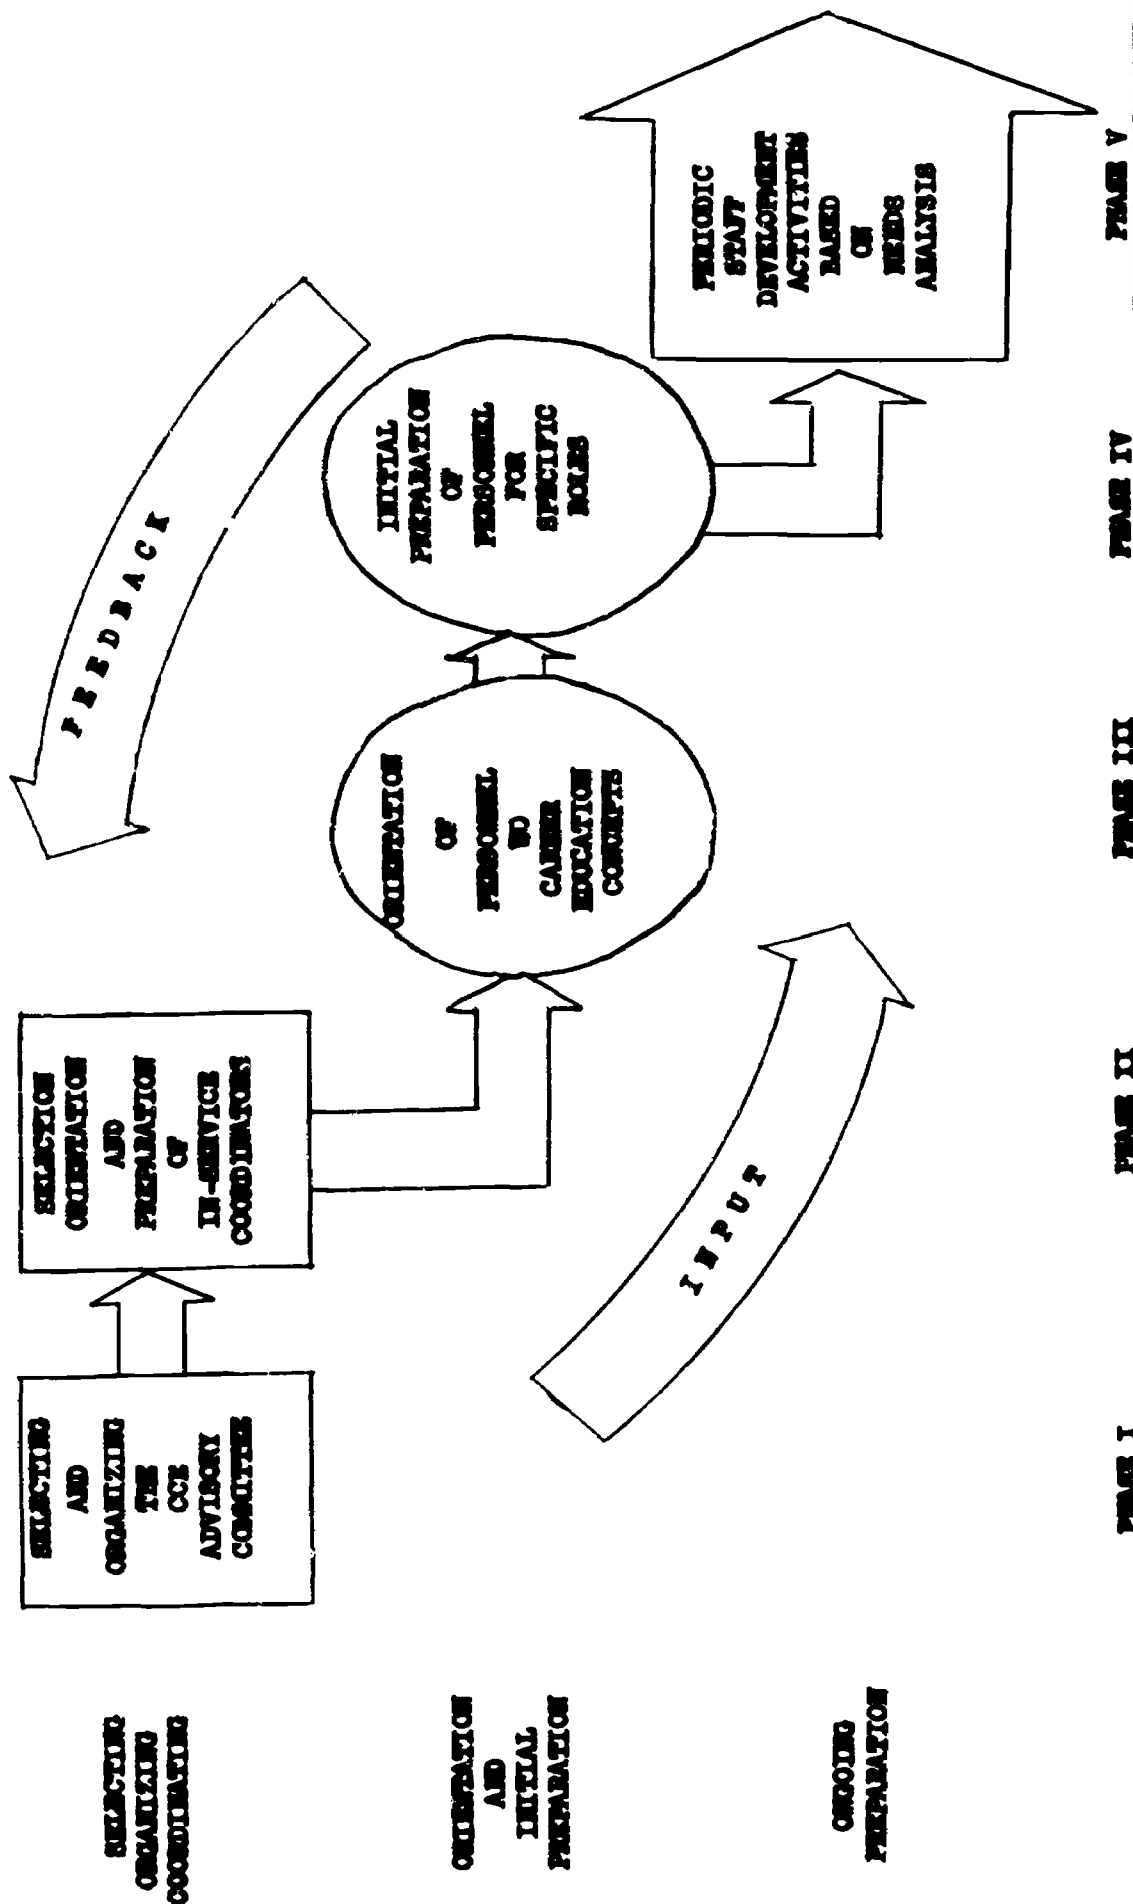 SELECTING
ORGANIZING
COORDINATING
SELECTING
AND
ORGANIZING
THE
CCE
ADVISORY
COMMITTEE
SELECTION
ORIENTATION
AND
PREPARATION
OF
IN-SERVICE
COORDINATORS
FEEDBACK
ORIENTATION
AND
INITIAL
PREPARATION
ORIENTATION
OF
PERSONNEL
TO
CAREER
EDUCATION
CONCEPTS
INITIAL
PREPARATION
OF
PERSONNEL
FOR
SPECIFIC
ROLES
INPUT
ONGOING
PREPARATION
PERIODIC
STAFF
DEVELOPMENT
ACTIVITIES
BASED
ON
NEEDS
ANALYSIS
PHASE I
PHASE II
PHASE III
PHASE IV
PHASE V